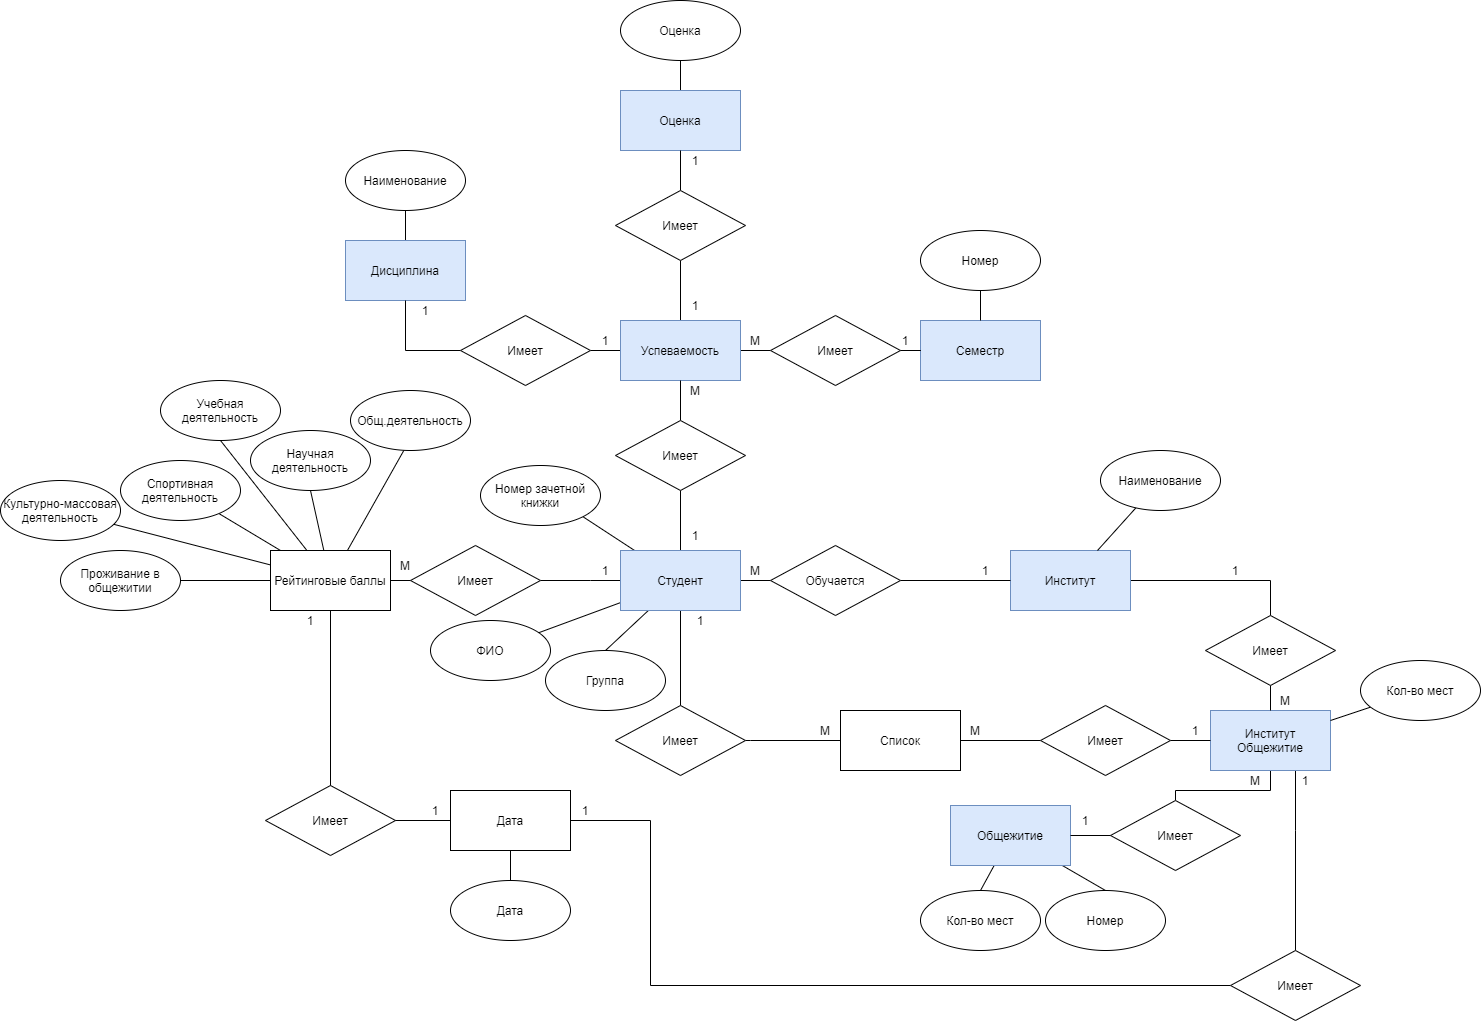 Оценка
Оценка
1
Наименование
Имеет
Номер
Дисциплина
1
1
Имеет
1
Успеваемость
М
Имеет
1
Семестр
М
Учебная
деятельность
Общ.деятельность
Научная
деятельность
Имеет
Спортивная
деятельность
Культурно-массовая
деятельность
Номер зачетной
книжки
Наименование
1
Проживание в
общежитии
Рейтинговые баллы
М
Имеет
1
Студент
М
Обучается
1
Институт
1
1
1
ФИО
Группа
Имеет
Кол-во мест
М
Имеет
М
Список
М
Имеет
1
Институт
Общежитие
М
1
Имеет
1
Дата
1
Общежитие
1
Имеет
Дата
Кол-во мест
Номер
Имеет